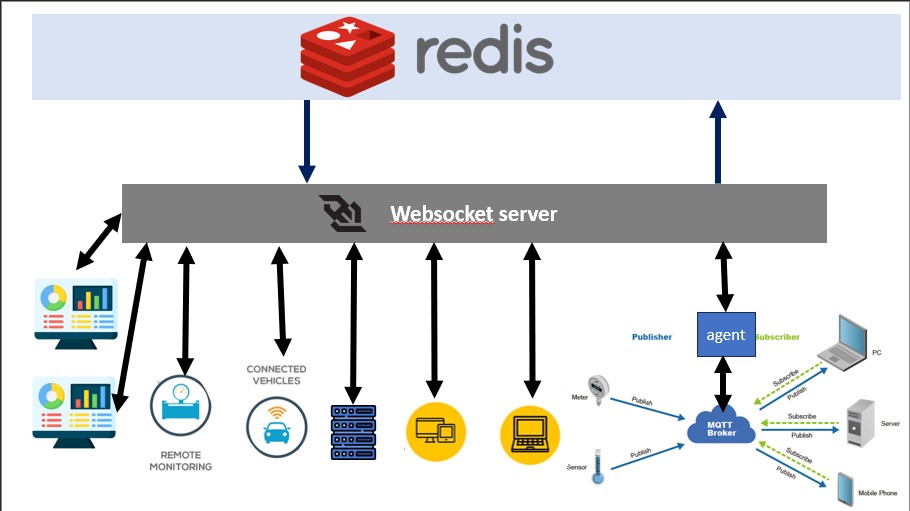 redis
Websocket server
agent
Publisher
Subscriber
PC
CONNECTED
VEHICLES
Meter
Publish
Subscribe
Publish
MQTT
Broker
Subscribe
Publish
Server
REMOTE
MONITORING
Sensor
Publish
Subscribe
Publish
Mobile Phone